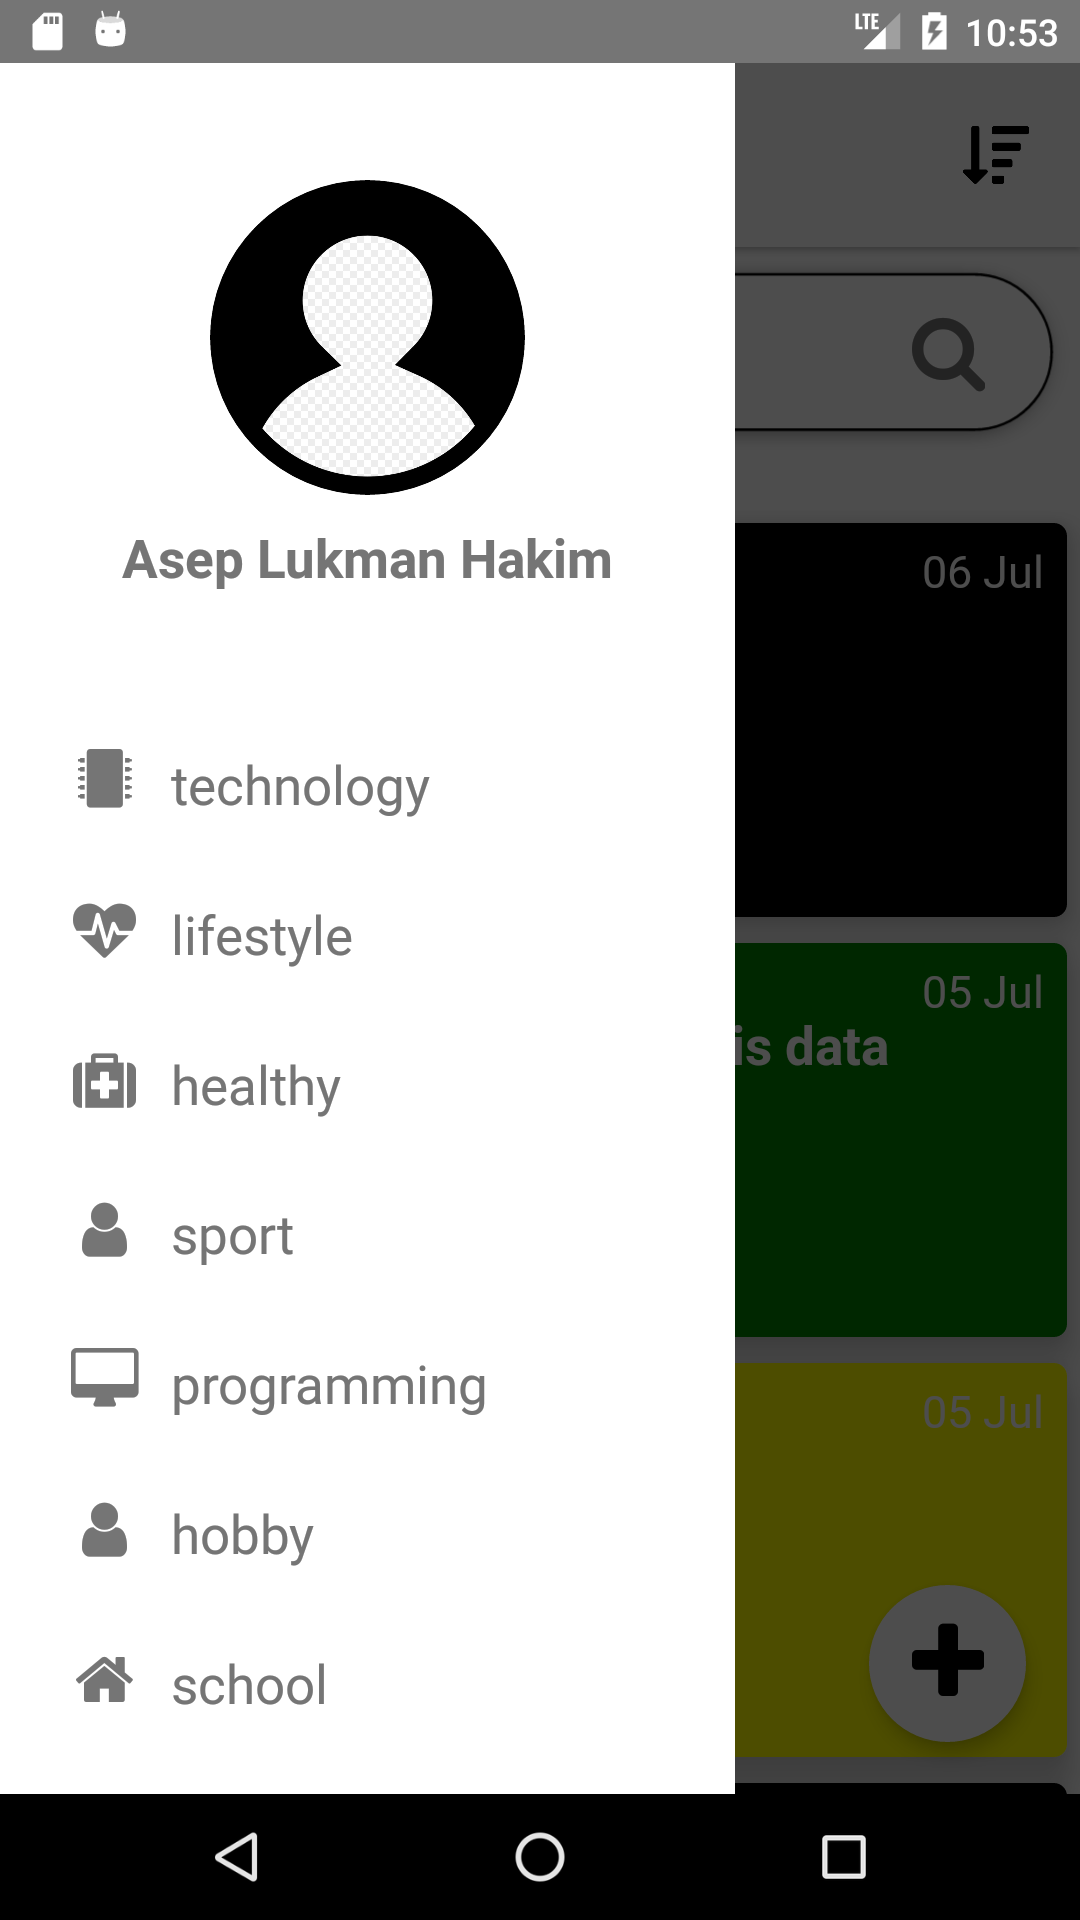 LTE 10:53
Asep Lukman Hakim
technology
lifestyle
healthy
sport
programming
hobby
school
06 Jul
05 Jul
is data
05 Jul